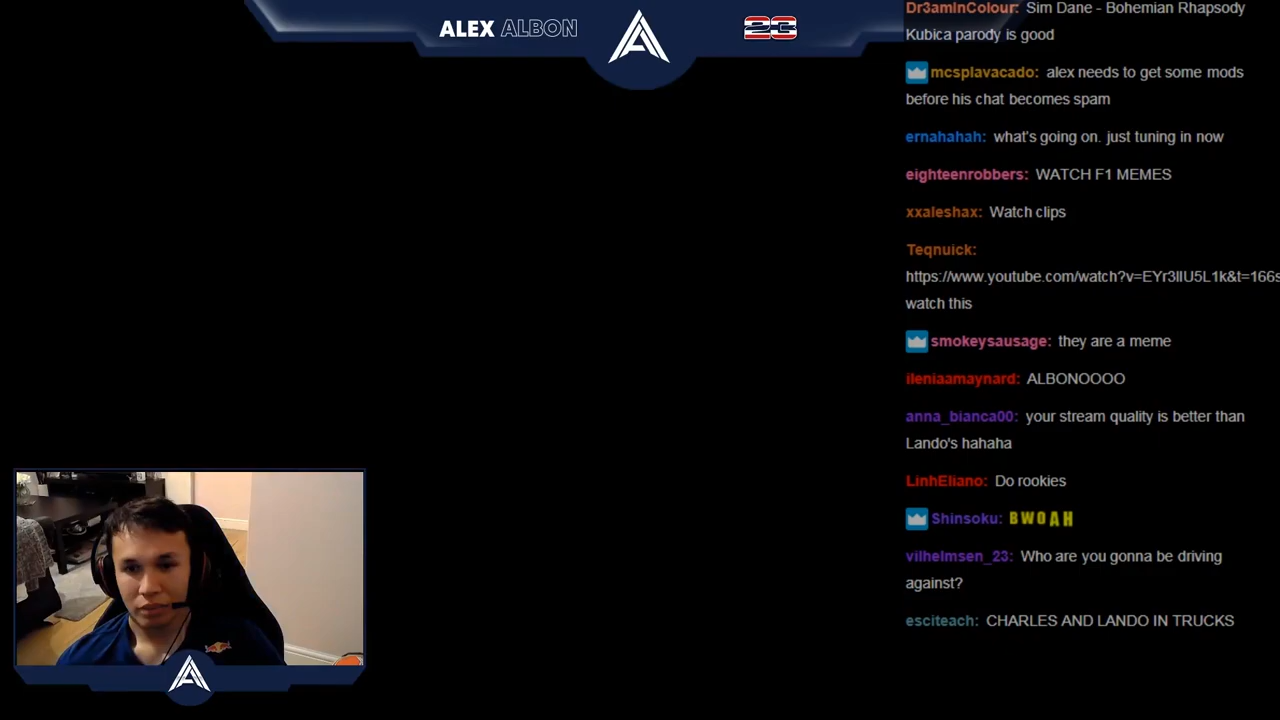 ALEX ALBON
23
Dr3amInColour: Sim Dane - Bohemian Rhapsody
Kubica parody is good
mcsplavacado: alex needs to get some mods
before his chat becomes spam
ernahahah: what's going on. just tuning in now
eighteenrobbers: WATCH F1 MEMES
xxaleshax: Watch clips
Teqnuick:
https://www.youtube.com/watch?v=EYr3lIU5L1k&t=166s
watch this
smokeysausage: they are a meme
ileniaamaynard: ALBONOOOO
anna_bianca00: your stream quality is better than
Lando's hahaha
LinhEliano: Do rookies
Shinsoku: BWOAH
vilhelmsen_23: Who are you gonna be driving
against?
esciteach: CHARLES AND LANDO IN TRUCKS